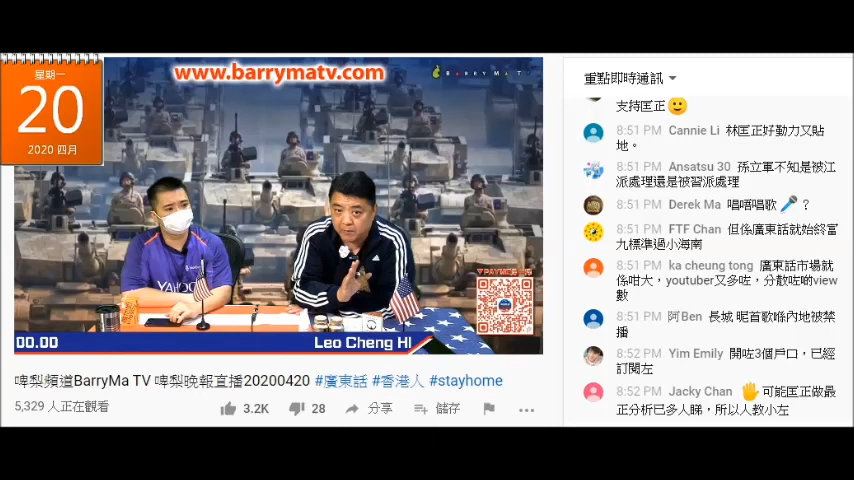 星期一
20
2020 四月
www.barrymatv.com
BARRYMAT
YAHOO
PAYME
00.00
Leo Cheng HI
啤梨頻道BarryMa TV 啤梨晚報直播20200420 #廣東話 #香港人 #stayhome
5,329 人正在觀看
3.2K
28
分享
儲存
重點即時通訊
支持匡正🙂
8:51 PM Cannie Li 林匡正好勤力又貼
地。
8:51 PM Ansatsu 30 孫立軍不知是被江
派處理還是被習派處理
8:51 PM Derek Ma 唱唔唱歌🎤？
8:51 PM FTF Chan 但係廣東話就始終富
九標準過小海南
8:51 PM ka cheung tong 廣東話市場就
係咁大，youtuber又多咗，分散咗啲view
數
8:51 PM 阿Ben 長城 昅首歌喺內地被禁
播
8:52 PM Yim Emily 開咗3個戶口，已經
訂閱左
8:52 PM Jacky Chan 🖐可能匡正做最
正分析已多人睇，所以人教小左